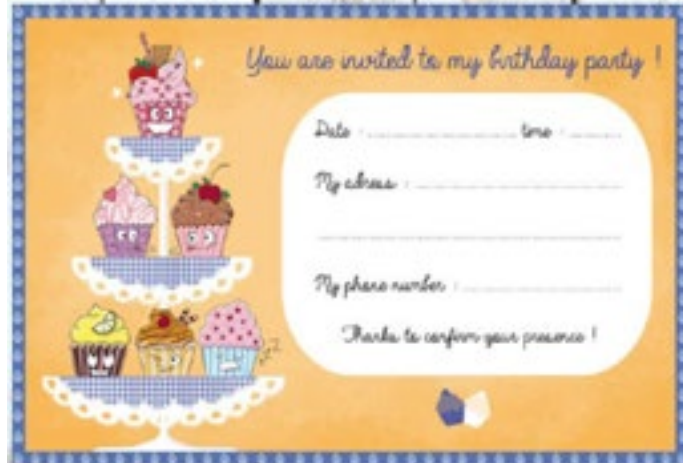 You are invited to my birthday party !
Date : .................... time : ..........
My adress : ..............................
..............................
My phone number : ..............................
Thanks to confirm your presence !